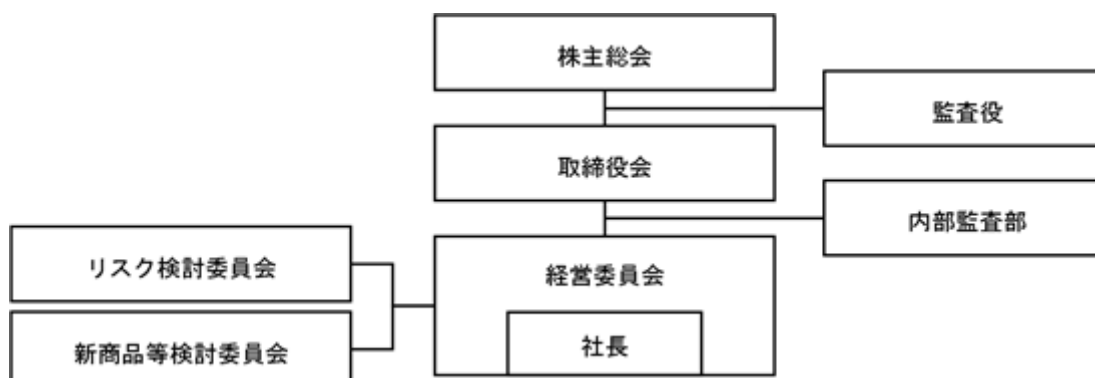 株主総会
監査役
取締役会
内部監査部
リスク検討委員会
経営委員会
新商品等検討委員会
社長